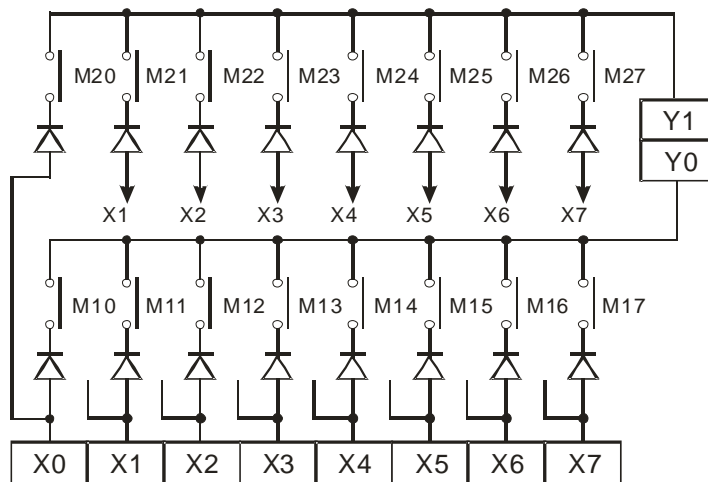 M20 M21 M22 M23 M24 M25 M26 M27
Y1
Y0
X1 X2 X3 X4 X5 X6 X7
M10 M11 M12 M13 M14 M15 M16 M17
X0 X1 X2 X3 X4 X5 X6 X7